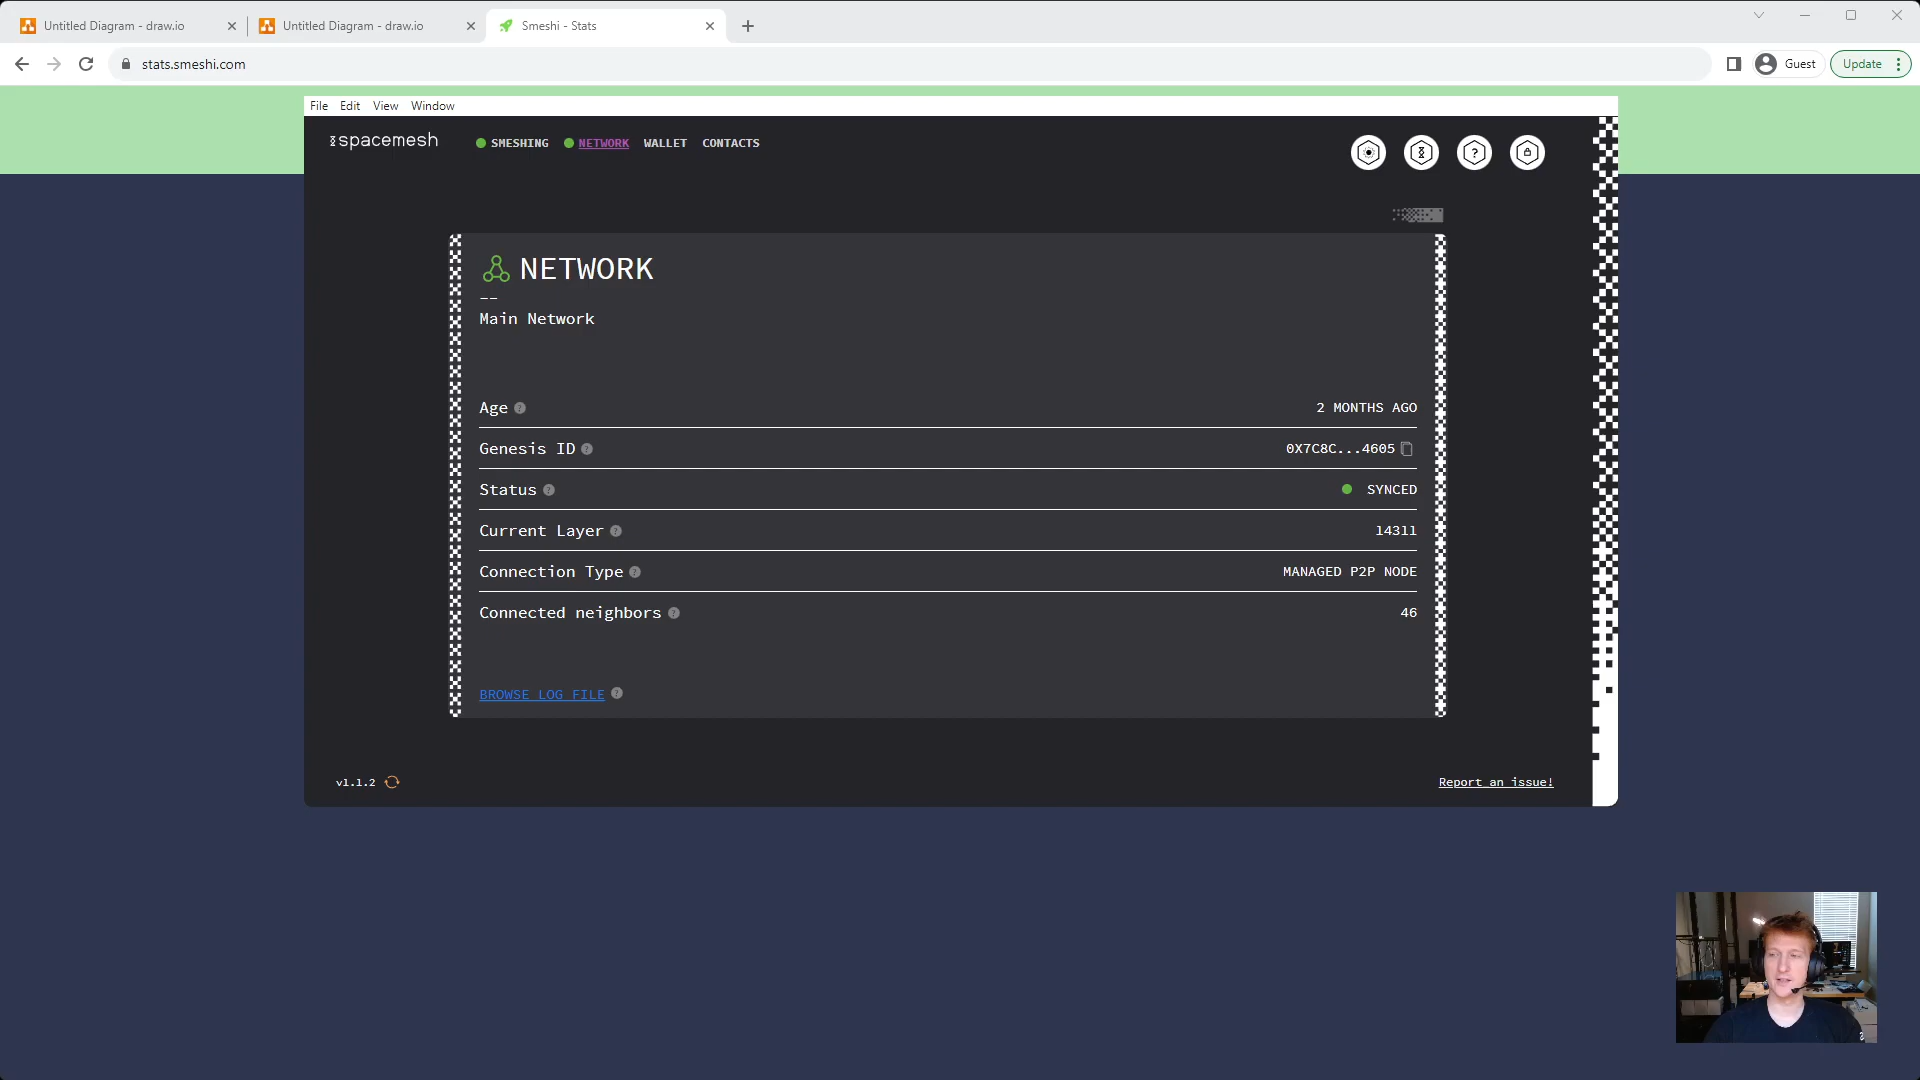 Untitled Diagram - draw.io
Untitled Diagram - draw.io
Smeshi - Stats
stats.smeshi.com
Guest
Update
File Edit View Window
spacemesh
SMESHING NETWORK WALLET CONTACTS
NETWORK
--
Main Network
Age ? 2 MONTHS AGO
Genesis ID ? 0X7C8C...4605
Status ? SYNCED
Current Layer ? 14311
Connection Type ? MANAGED P2P NODE
Connected neighbors ? 46
BROWSE LOG FILE ?
v1.1.2
Report an issue!